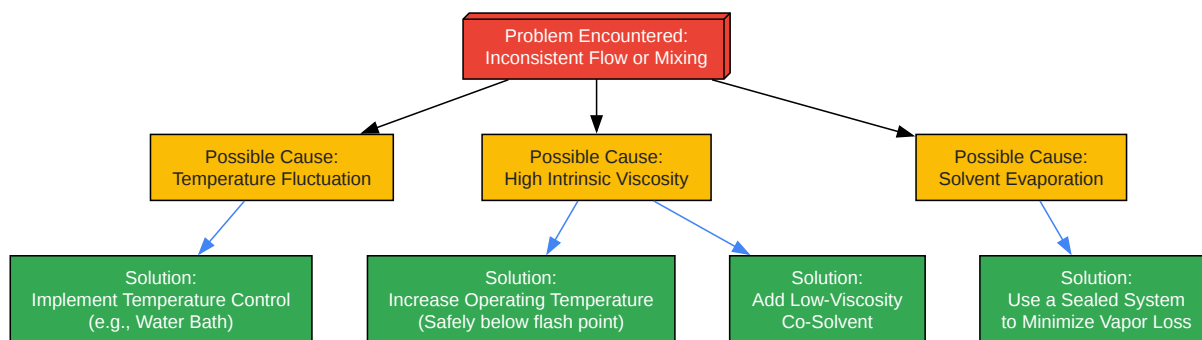 Problem Encountered:
Inconsistent Flow or Mixing
Possible Cause:
Temperature Fluctuation
Possible Cause:
High Intrinsic Viscosity
Possible Cause:
Solvent Evaporation
Solution:
Implement Temperature Control
(e.g., Water Bath)
Solution:
Increase Operating Temperature
(Safely below flash point)
Solution:
Add Low-Viscosity
Co-Solvent
Solution:
Use a Sealed System
to Minimize Vapor Loss